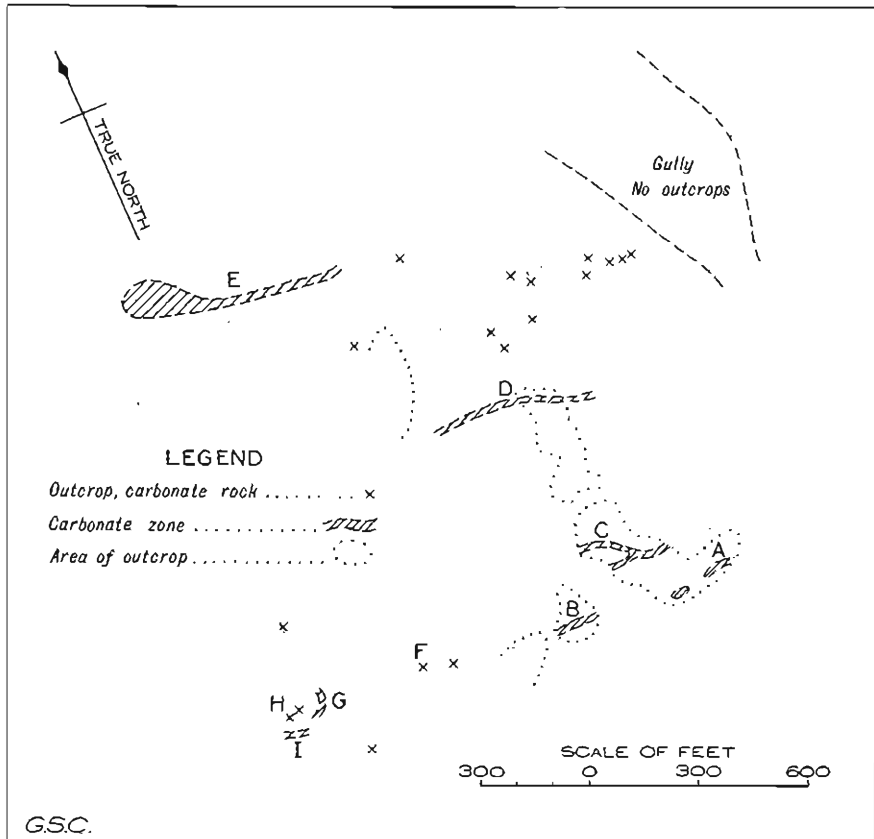 TRUE NORTH
Gully
No outcrops
E
D
LEGEND
Outcrop, carbonate rock ........ x
Carbonate zone ..............
Area of outcrop ..............
C
A
B
F
H
G
I
SCALE OF FEET
300 0 300 600
G.S.C.